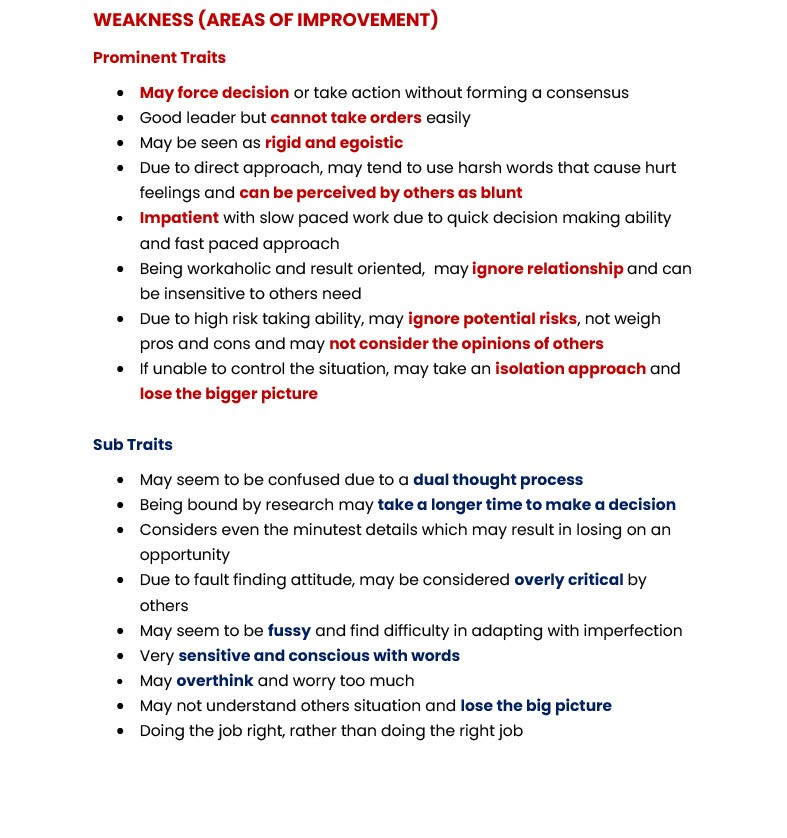 WEAKNESS (AREAS OF IMPROVEMENT)
Prominent Traits
• May force decision or take action without forming a consensus
• Good leader but cannot take orders easily
• May be seen as rigid and egoistic
• Due to direct approach, may tend to use harsh words that cause hurt
feelings and can be perceived by others as blunt
• Impatient with slow paced work due to quick decision making ability
and fast paced approach
• Being workaholic and result oriented,  may ignore relationship and can
be insensitive to others need
• Due to high risk taking ability, may ignore potential risks, not weigh
pros and cons and may not consider the opinions of others
• If unable to control the situation, may take an isolation approach and
lose the bigger picture
Sub Traits
• May seem to be confused due to a dual thought process
• Being bound by research may take a longer time to make a decision
• Considers even the minutest details which may result in losing on an
opportunity
• Due to fault finding attitude, may be considered overly critical by
others
• May seem to be fussy and find difficulty in adapting with imperfection
• Very sensitive and conscious with words
• May overthink and worry too much
• May not understand others situation and lose the big picture
• Doing the job right, rather than doing the right job